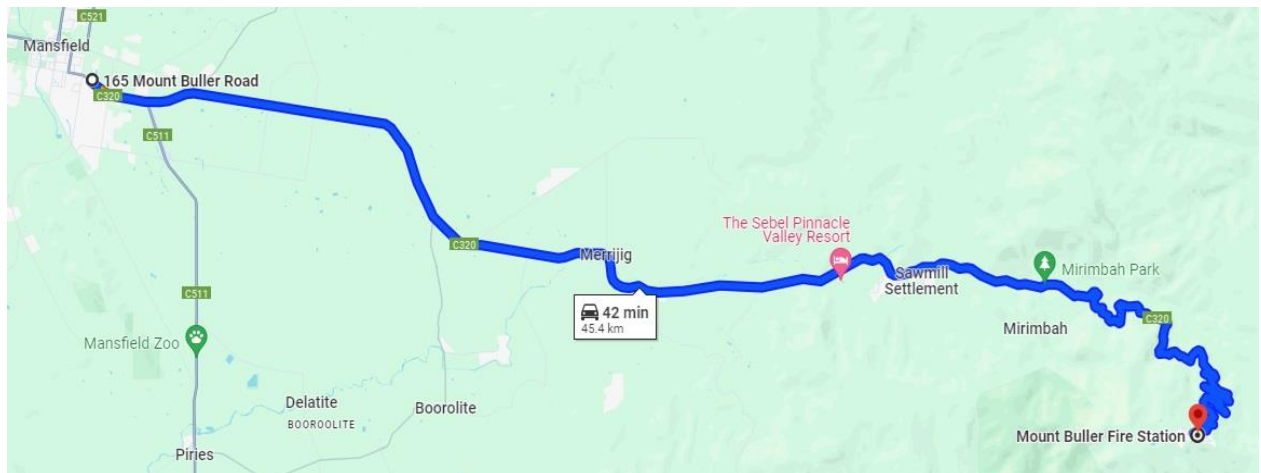 C521
Mansfield
165 Mount Buller Road
C320
C511
The Sebel Pinnacle
Valley Resort
C320
Merrijig
Sawmill
Settlement
Mirimbah Park
C511
42 min
45.4 km
C320
Mirimbah
Mansfield Zoo
Delatite
BOOROOLITE
Boorolite
Mount Buller Fire Station
Piries